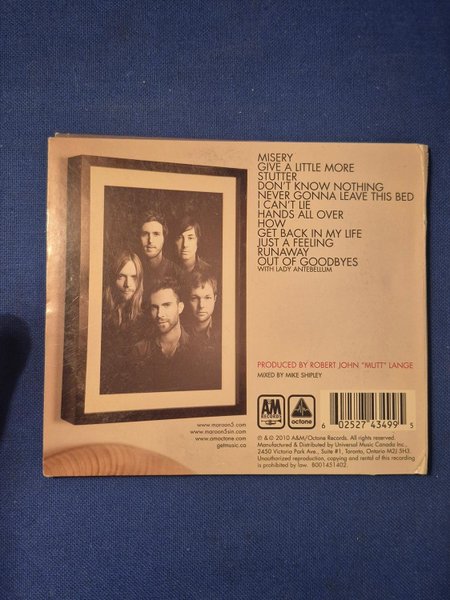 MISERY
GIVE A LITTLE MORE
STUTTER
DON'T KNOW NOTHING
NEVER GONNA LEAVE THIS BED
I CAN'T LIE
HANDS ALL OVER
HOW
GET BACK IN MY LIFE
JUST A FEELING
RUNAWAY
OUT OF GOODBYES
WITH LADY ANTEBELLUM
PRODUCED BY ROBERT JOHN "MUTT" LANGE
MIXED BY MIKE SHIPLEY
www.maroon5.com
www.maroon5sin.com
www.amoctone.com
getmusic.ca
A&M
RECORDS
octone
6 02527 43499 5
℗ & © 2010 A&M/Octone Records. All rights reserved.
Manufactured & Distributed by Universal Music Canada Inc.,
2450 Victoria Park Ave., Suite #1, Toronto, Ontario M2J 5H3.
Unauthorized reproduction, copying and rental of this recording
is prohibited by law. B001451402.